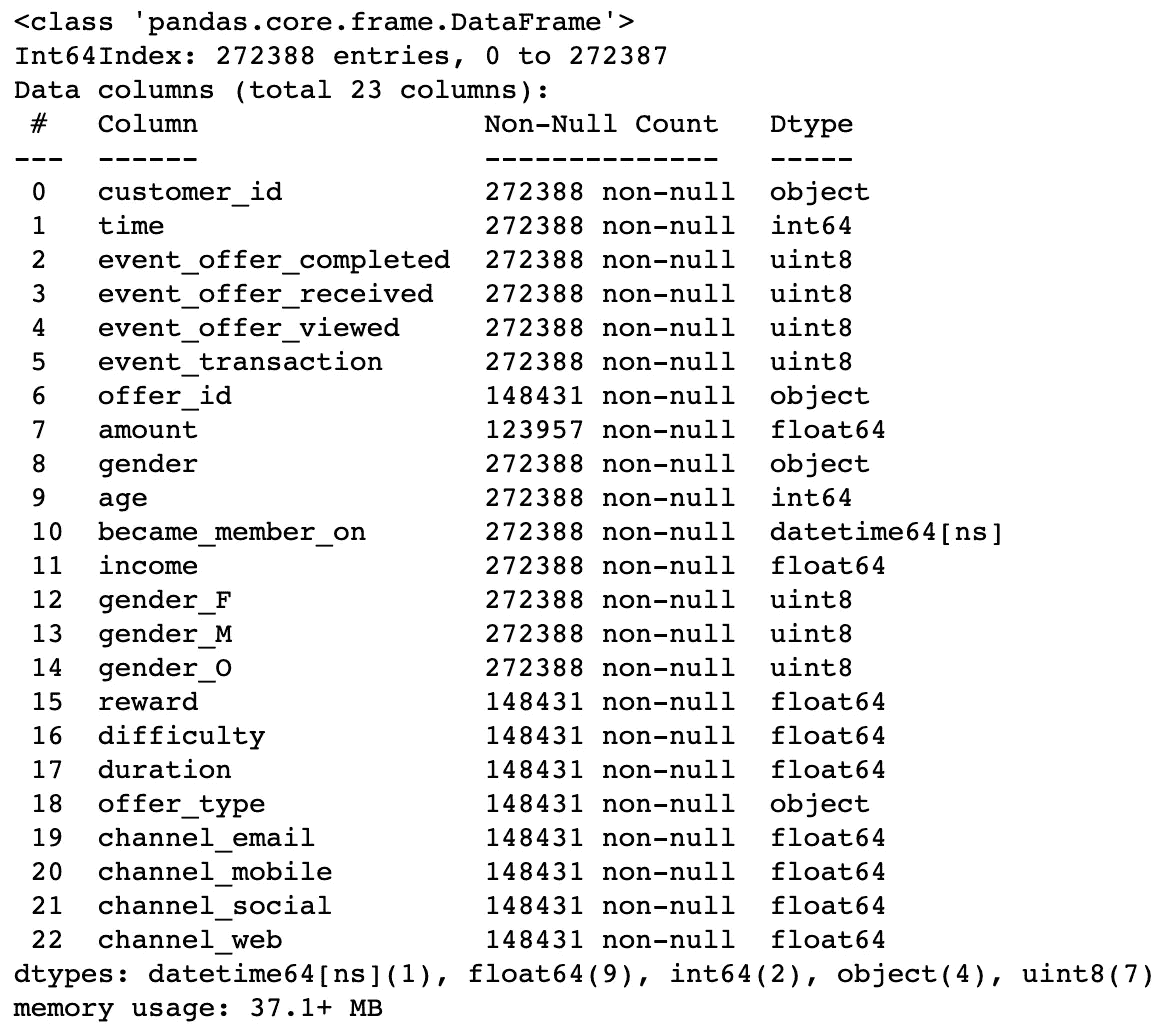 <class 'pandas.core.frame.DataFrame'>
Int64Index: 272388 entries, 0 to 272387
Data columns (total 23 columns):
 #   Column                 Non-Null Count   Dtype
---  ------                 --------------   -----
 0   customer_id            272388 non-null  object
 1   time                   272388 non-null  int64
 2   event_offer_completed  272388 non-null  uint8
 3   event_offer_received   272388 non-null  uint8
 4   event_offer_viewed     272388 non-null  uint8
 5   event_transaction      272388 non-null  uint8
 6   offer_id               148431 non-null  object
 7   amount                 123957 non-null  float64
 8   gender                 272388 non-null  object
 9   age                    272388 non-null  int64
 10  became_member_on       272388 non-null  datetime64[ns]
 11  income                 272388 non-null  float64
 12  gender_F               272388 non-null  uint8
 13  gender_M               272388 non-null  uint8
 14  gender_O               272388 non-null  uint8
 15  reward                 148431 non-null  float64
 16  difficulty             148431 non-null  float64
 17  duration               148431 non-null  float64
 18  offer_type             148431 non-null  object
 19  channel_email          148431 non-null  float64
 20  channel_mobile         148431 non-null  float64
 21  channel_social         148431 non-null  float64
 22  channel_web            148431 non-null  float64
dtypes: datetime64[ns](1), float64(9), int64(2), object(4), uint8(7)
memory usage: 37.1+ MB